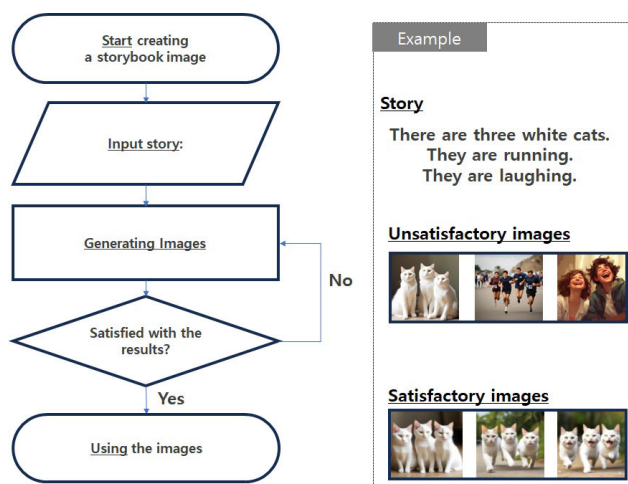 Start creating
a storybook image
Input story:
Generating Images
No
Satisfied with the
results?
Yes
Using the images
Example
Story
There are three white cats.
They are running.
They are laughing.
Unsatisfactory images
Satisfactory images